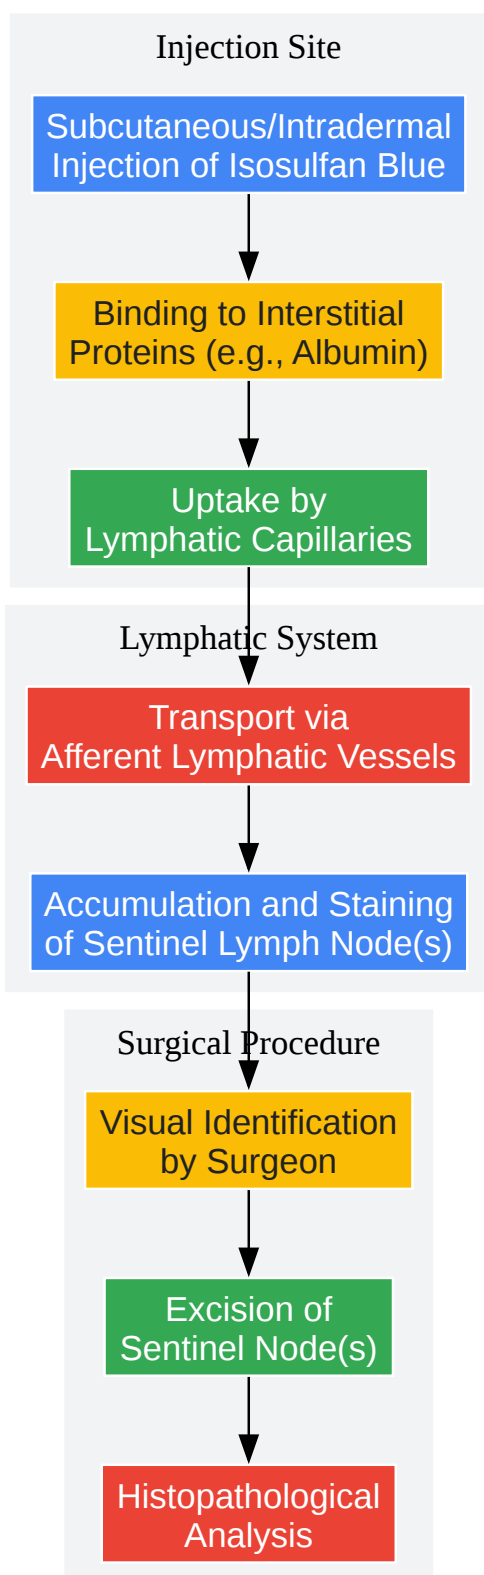 Injection Site
Subcutaneous/Intradermal
Injection of Isosulfan Blue
Binding to Interstitial
Proteins (e.g., Albumin)
Uptake by
Lymphatic Capillaries
Lymphatic System
Transport via
Afferent Lymphatic Vessels
Accumulation and Staining
of Sentinel Lymph Node(s)
Surgical Procedure
Visual Identification
by Surgeon
Excision of
Sentinel Node(s)
Histopathological
Analysis